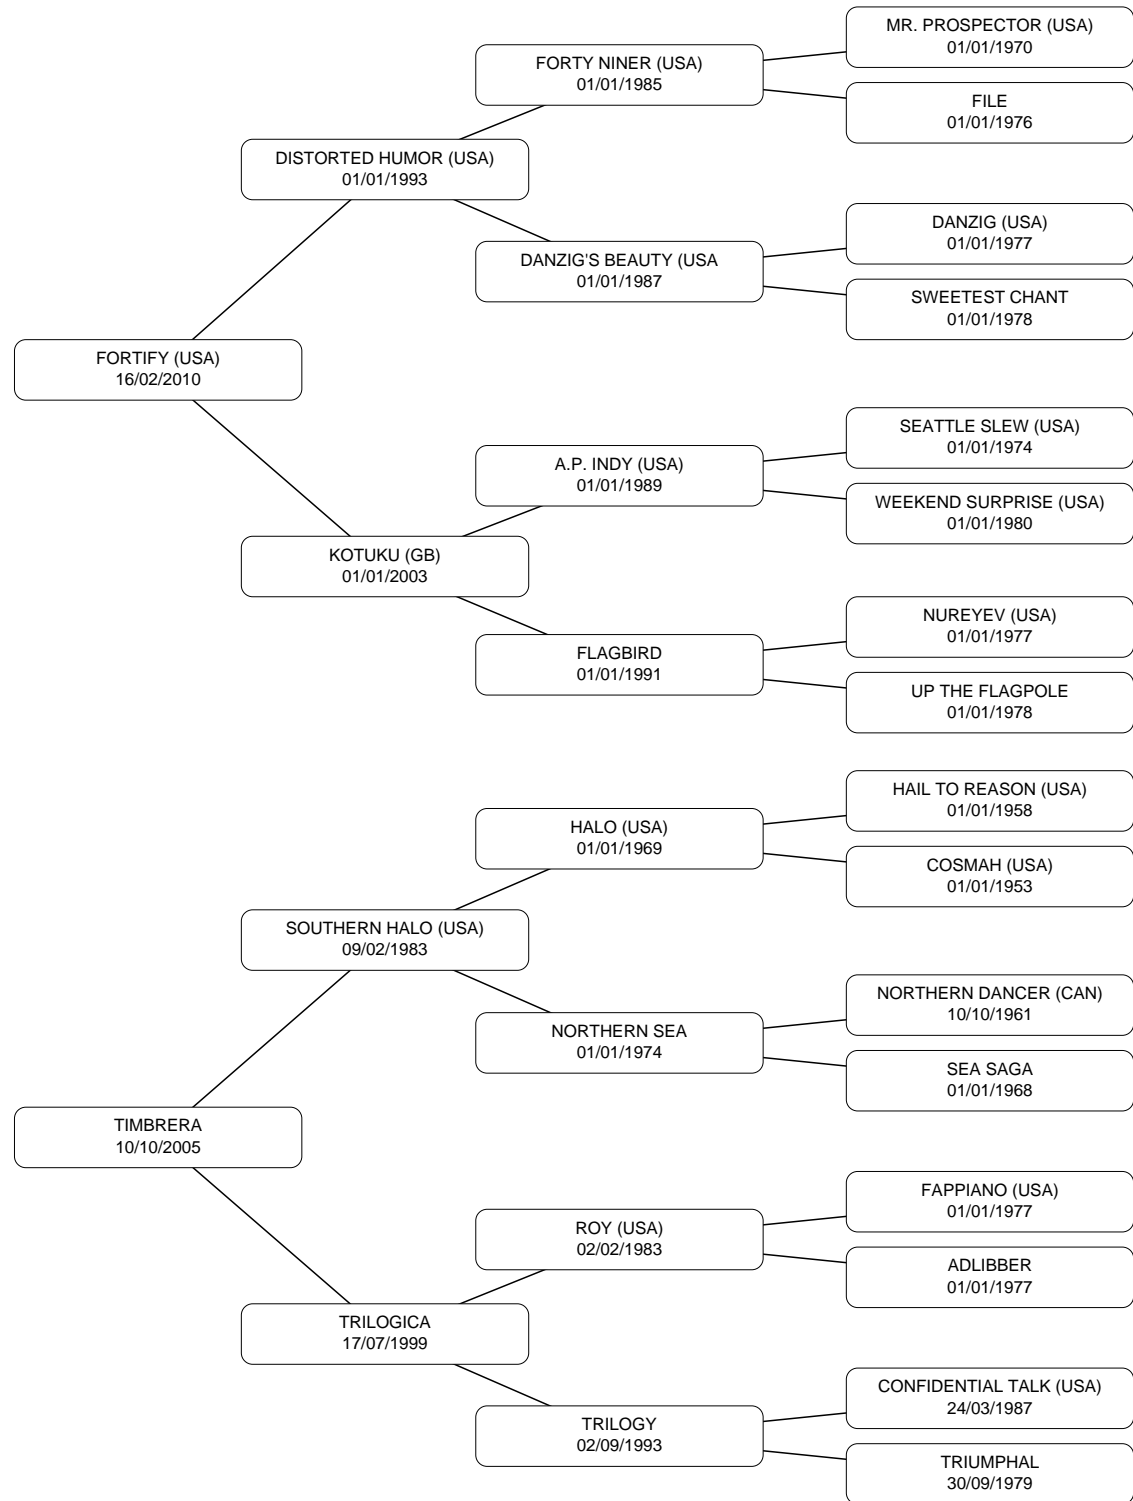 MR. PROSPECTOR (USA)
01/01/1970
FORTY NINER (USA)
01/01/1985
FILE
01/01/1976
DISTORTED HUMOR (USA)
01/01/1993
DANZIG (USA)
01/01/1977
DANZIG'S BEAUTY (USA
01/01/1987
SWEETEST CHANT
01/01/1978
FORTIFY (USA)
16/02/2010
SEATTLE SLEW (USA)
01/01/1974
A.P. INDY (USA)
01/01/1989
WEEKEND SURPRISE (USA)
01/01/1980
KOTUKU (GB)
01/01/2003
NUREYEV (USA)
01/01/1977
FLAGBIRD
01/01/1991
UP THE FLAGPOLE
01/01/1978
HAIL TO REASON (USA)
01/01/1958
HALO (USA)
01/01/1969
COSMAH (USA)
01/01/1953
SOUTHERN HALO (USA)
09/02/1983
NORTHERN DANCER (CAN)
10/10/1961
NORTHERN SEA
01/01/1974
SEA SAGA
01/01/1968
TIMBRERA
10/10/2005
FAPPIANO (USA)
01/01/1977
ROY (USA)
02/02/1983
ADLIBBER
01/01/1977
TRILOGICA
17/07/1999
CONFIDENTIAL TALK (USA)
24/03/1987
TRILOGY
02/09/1993
TRIUMPHAL
30/09/1979